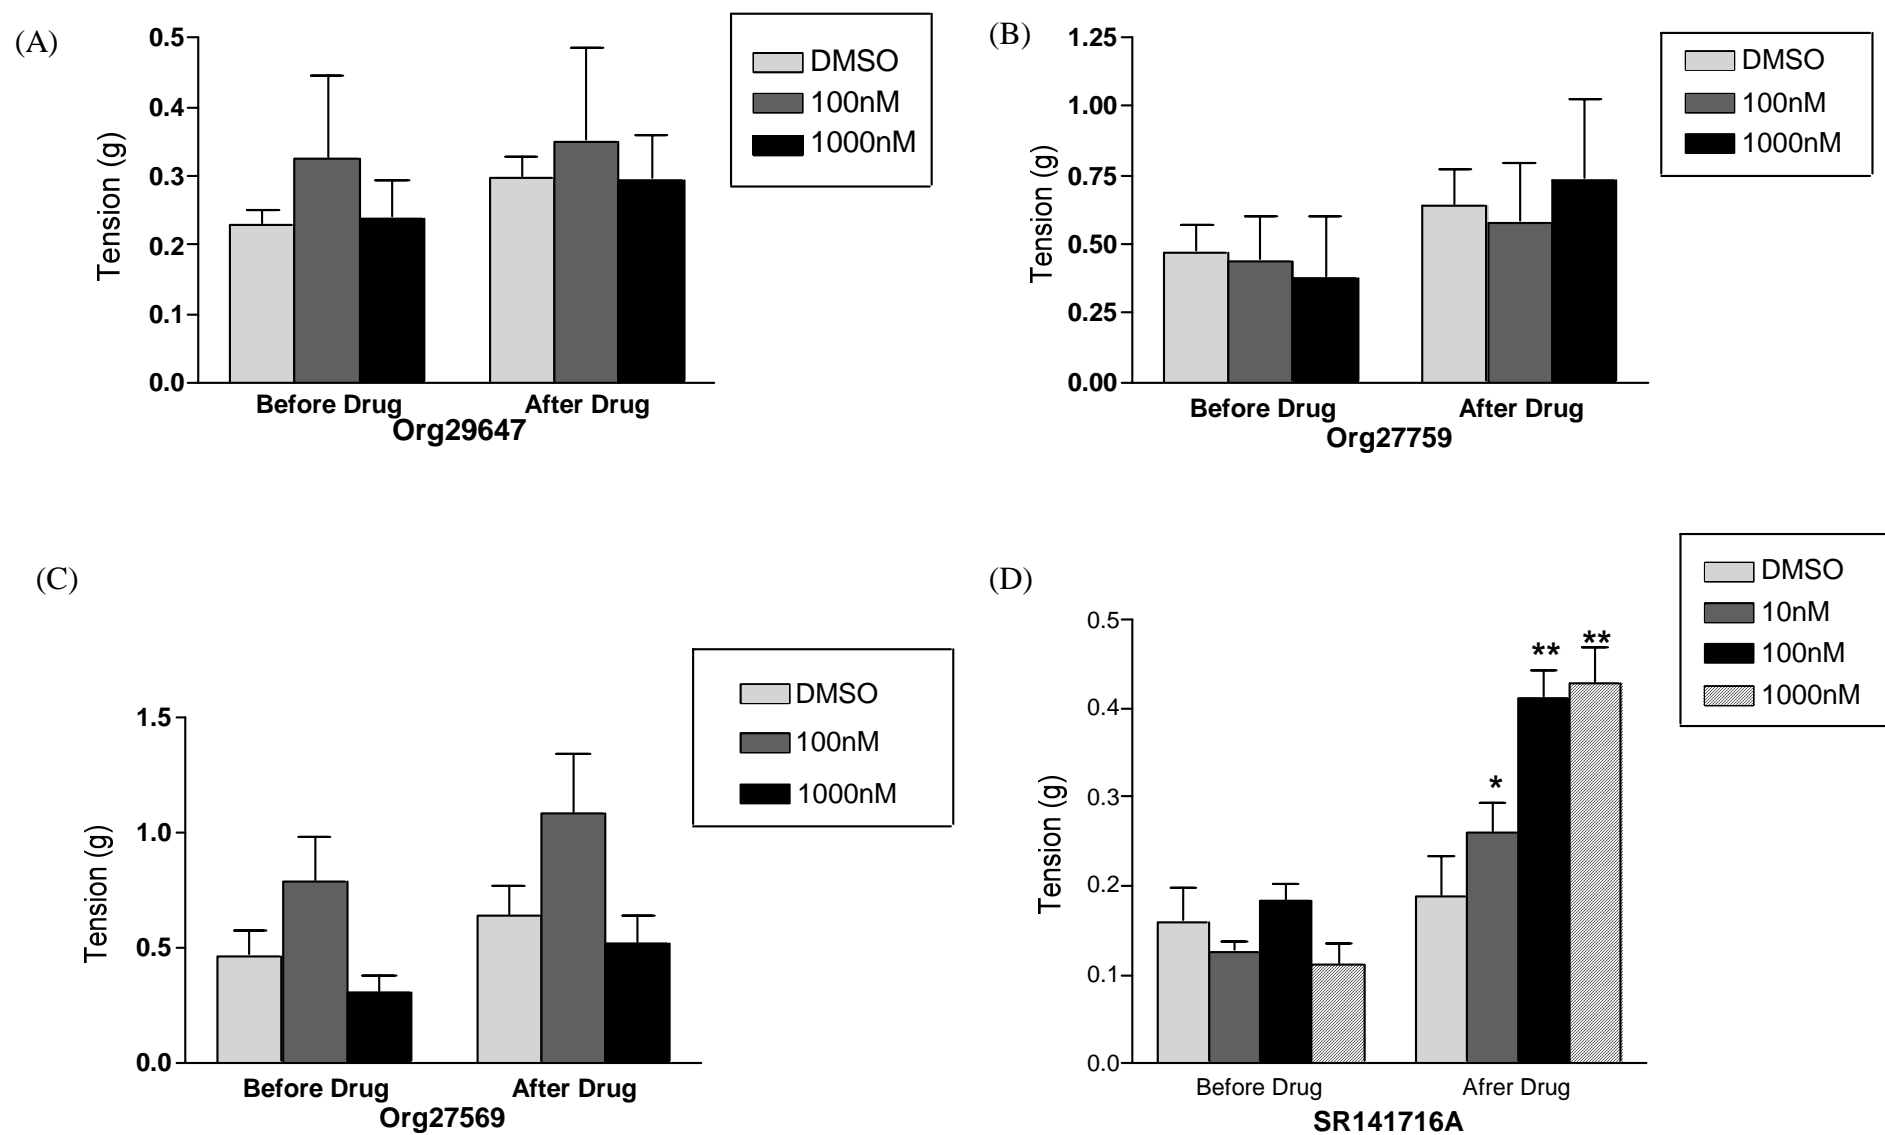 (A)
Tension (g)
0.5
0.4
0.3
0.2
0.1
0.0
Before Drug
After Drug
Org29647
DMSO
100nM
1000nM
(B)
Tension (g)
1.25
1.00
0.75
0.50
0.25
0.00
Before Drug
After Drug
Org27759
DMSO
100nM
1000nM
(C)
Tension (g)
1.5
1.0
0.5
0.0
Before Drug
After Drug
Org27569
DMSO
100nM
1000nM
(D)
Tension (g)
0.5
0.4
0.3
0.2
0.1
0.0
*
**
**
Before Drug
Afrer Drug
SR141716A
DMSO
10nM
100nM
1000nM